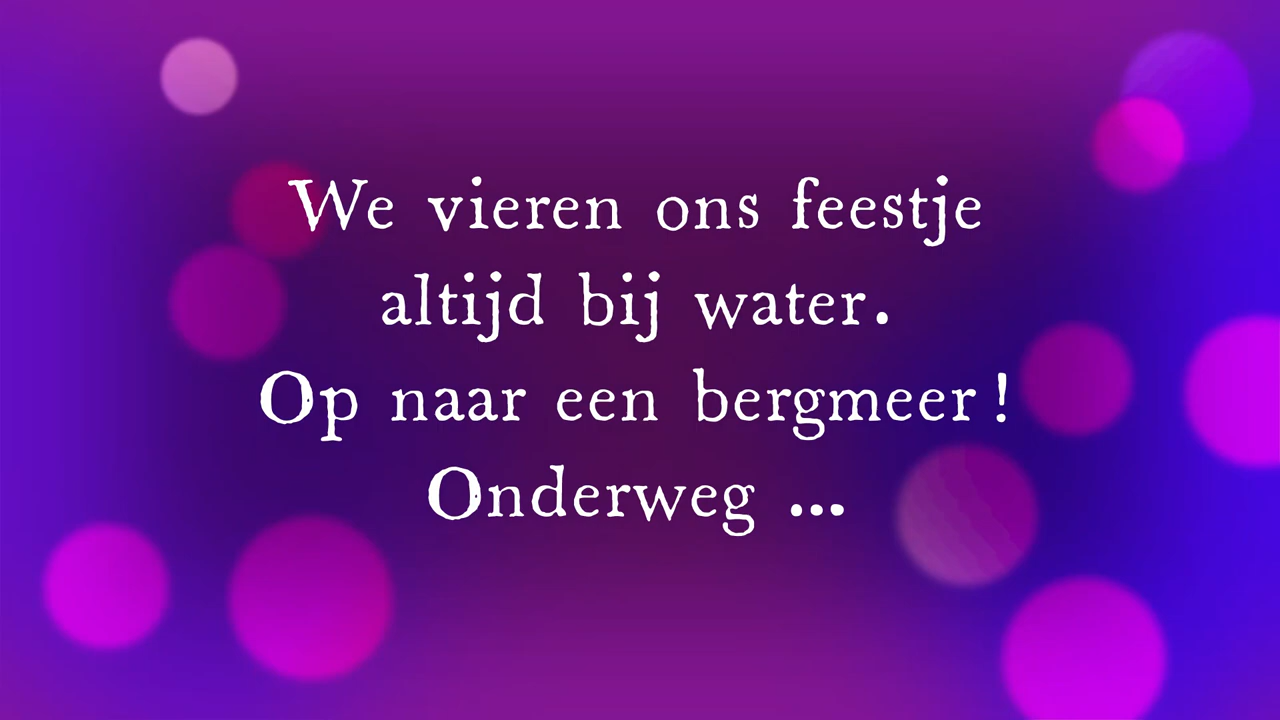 We vieren ons feestje
altijd bij water.
Op naar een bergmeer !
Onderweg ...